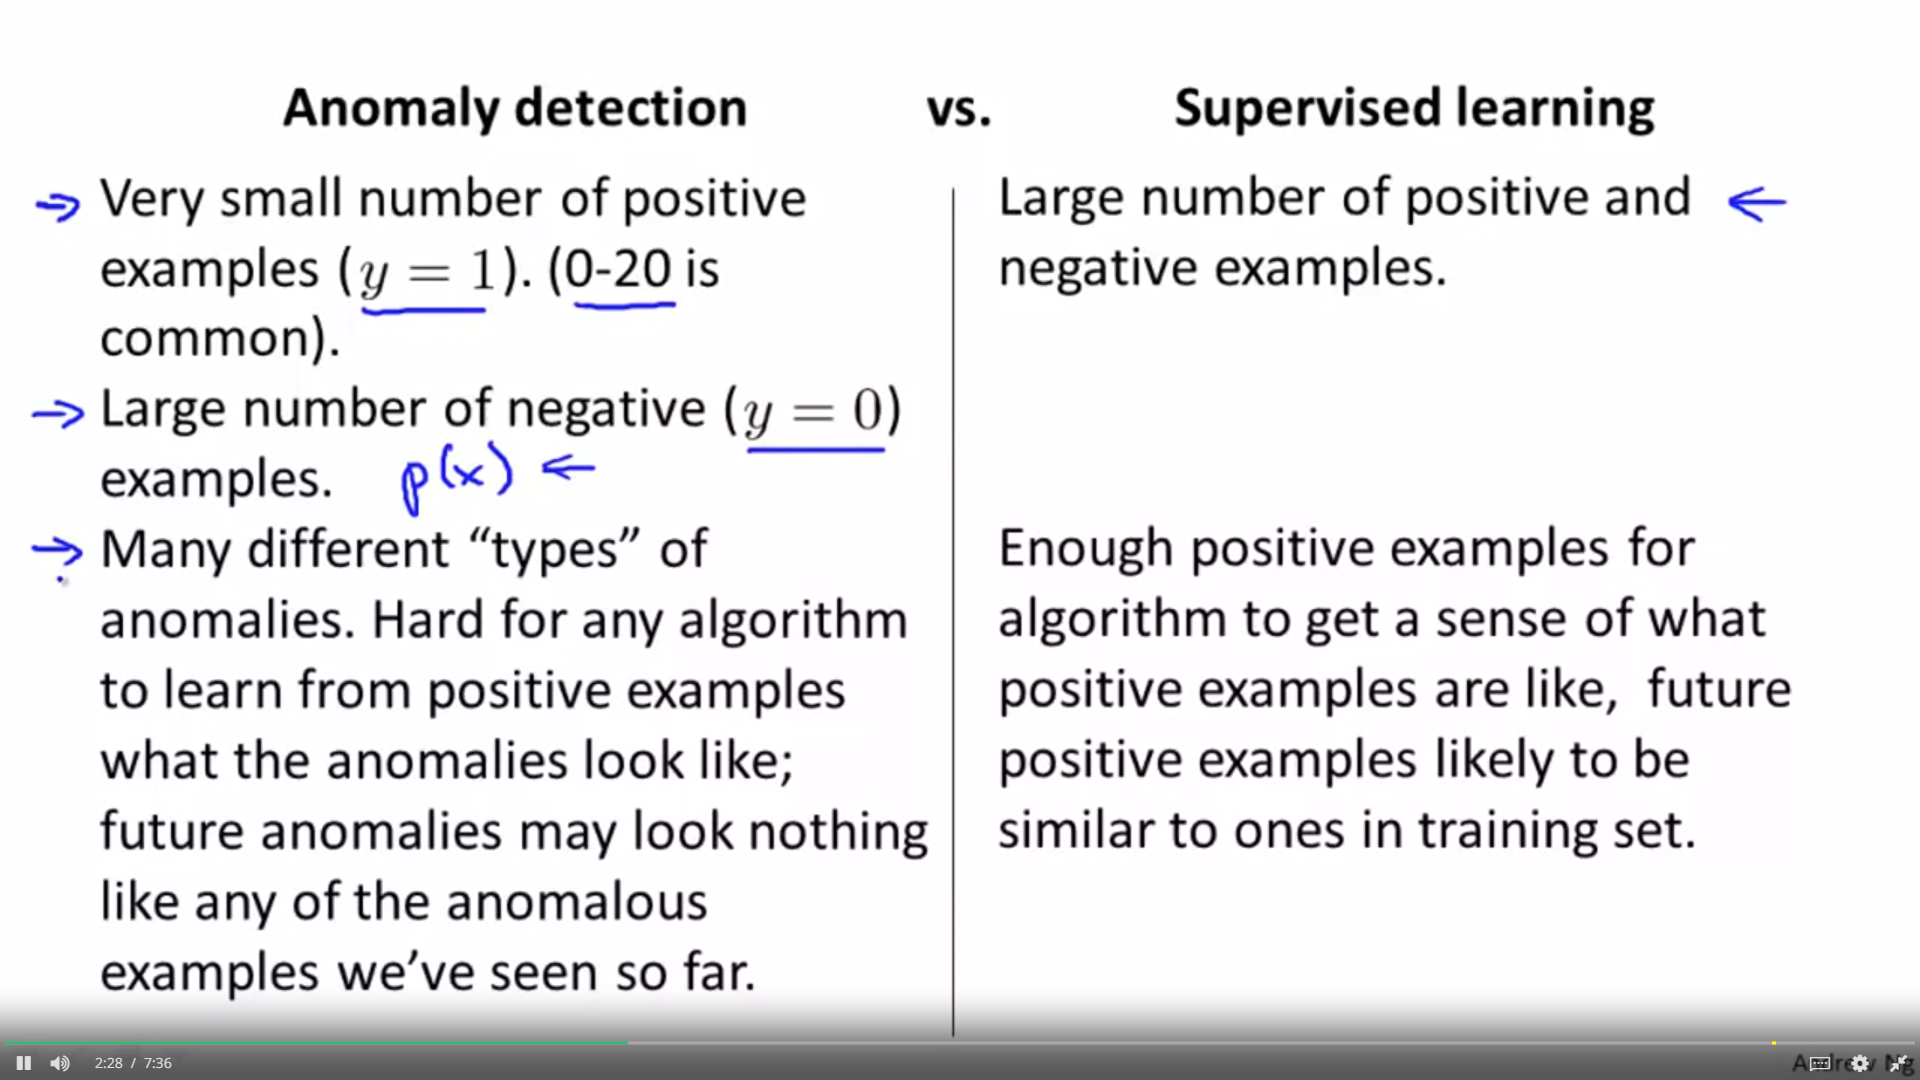 Anomaly detection vs. Supervised learning
Very small number of positive
examples (y = 1). (0-20 is
common).
Large number of negative (y = 0)
examples. p(x) ←
Many different “types” of
anomalies. Hard for any algorithm
to learn from positive examples
what the anomalies look like;
future anomalies may look nothing
like any of the anomalous
examples we’ve seen so far.
Large number of positive and
negative examples.
Enough positive examples for
algorithm to get a sense of what
positive examples are like, future
positive examples likely to be
similar to ones in training set.
2:28 / 7:36
Andrew Ng